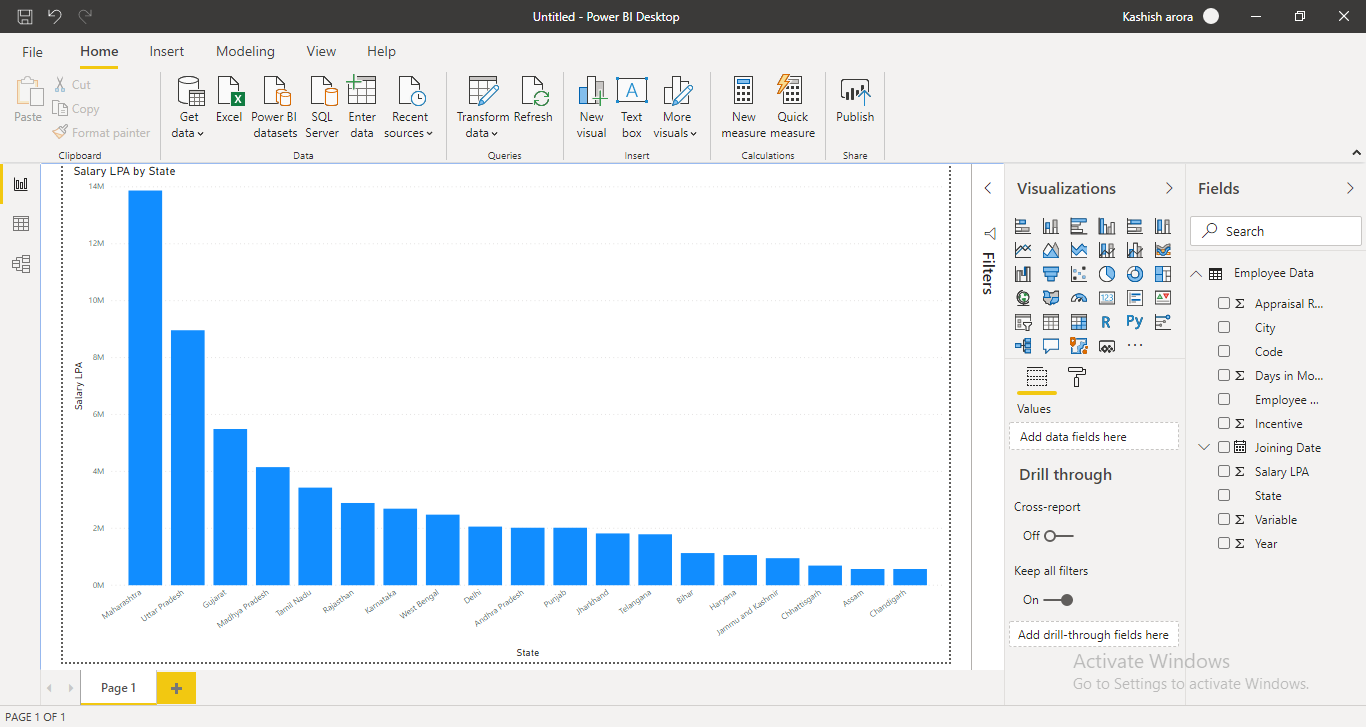 Untitled - Power BI Desktop
Kashish arora
File
Home
Insert
Modeling
View
Help
Paste
Cut
Copy
Format painter
Clipboard
Get
data
Excel
Power BI
datasets
SQL
Server
Enter
data
Recent
sources
Data
Transform
data
Refresh
Queries
New
visual
A
Text
box
More
visuals
Insert
New
measure
Quick
measure
Calculations
Publish
Share
Salary LPA by State
14M
12M
10M
8M
6M
4M
2M
0M
Salary LPA
Maharashtra
Uttar Pradesh
Gujarat
Madhya Pradesh
Tamil Nadu
Rajasthan
Karnataka
West Bengal
Delhi
Andhra Pradesh
Punjab
Jharkhand
Telangana
Bihar
Haryana
Jammu and Kashmir
Chhattisgarh
Assam
Chandigarh
State
Filters
Visualizations
123
R
Py
Values
Add data fields here
Drill through
Cross-report
Off
Keep all filters
On
Add drill-through fields here
Fields
Search
Employee Data
Σ Appraisal R...
City
Code
Σ Days in Mo...
Employee ...
Σ Incentive
Joining Date
Σ Salary LPA
State
Σ Variable
Σ Year
Activate Windows
Go to Settings to activate Windows.
Page 1
PAGE 1 OF 1